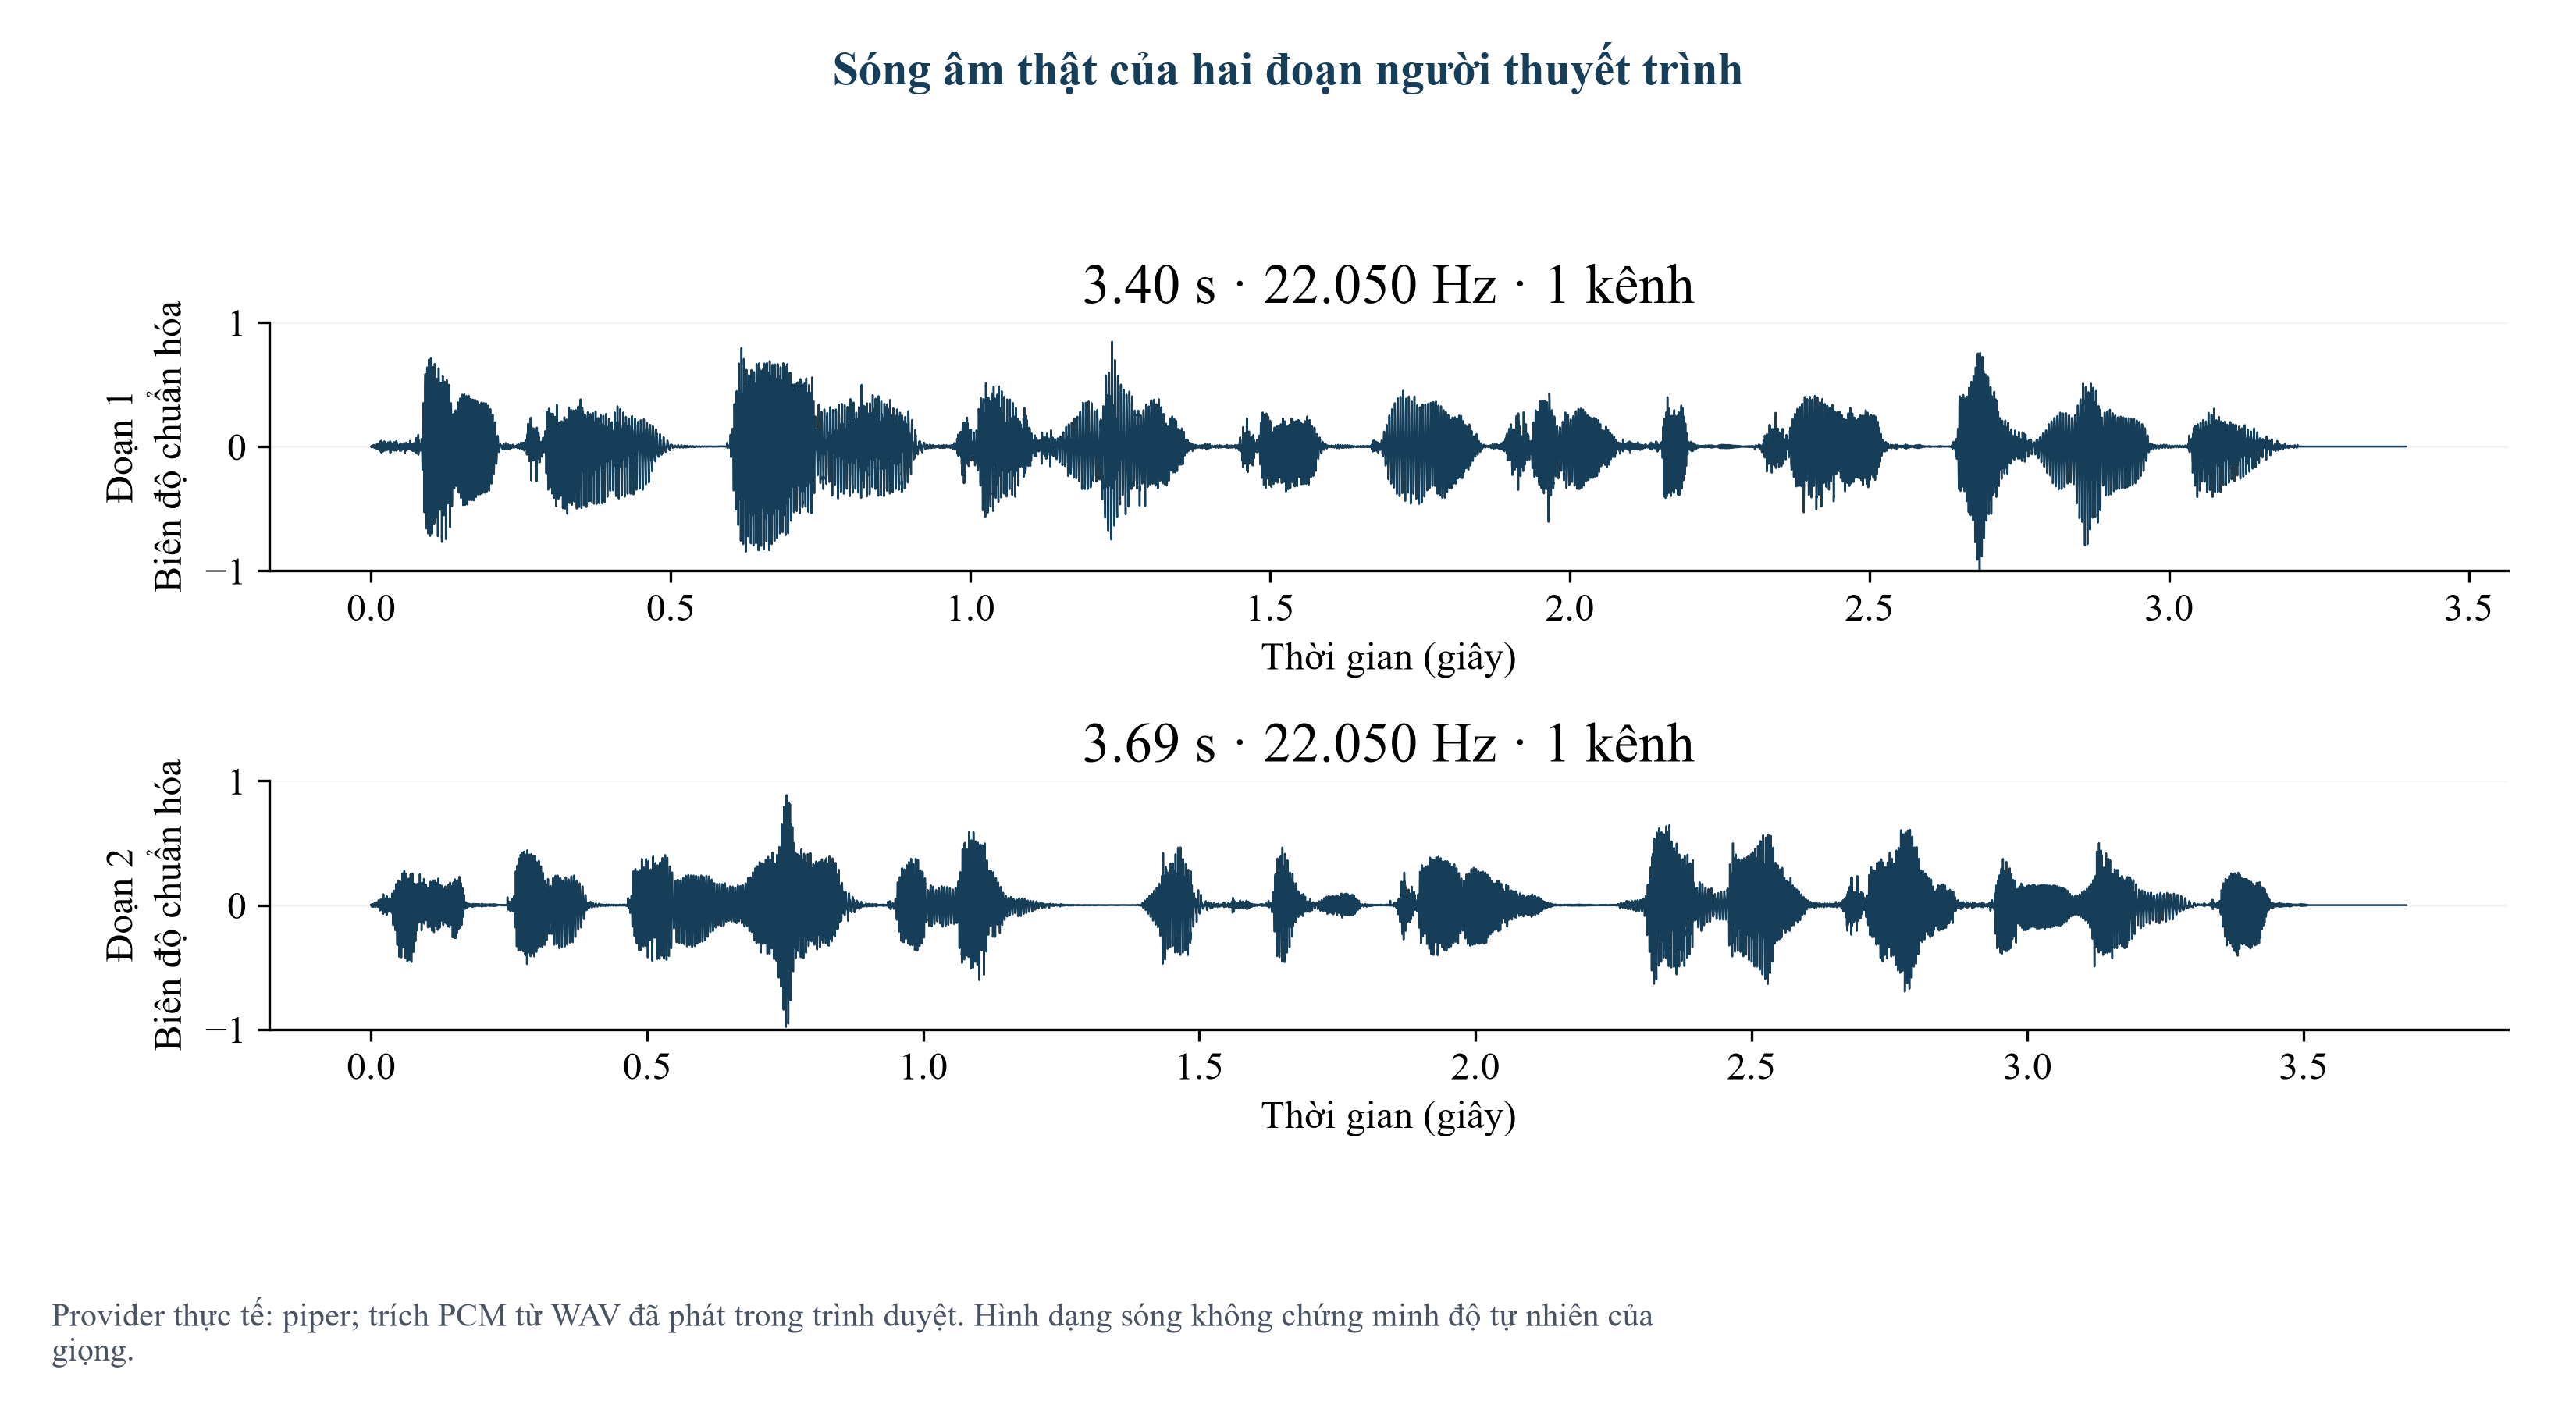 Sóng âm thật của hai đoạn người thuyết trình
3.40 s · 22.050 Hz · 1 kênh
Đoạn 1
Biên độ chuẩn hóa
1
0
−1
0.0 0.5 1.0 1.5 2.0 2.5 3.0 3.5
Thời gian (giây)
3.69 s · 22.050 Hz · 1 kênh
Đoạn 2
Biên độ chuẩn hóa
1
0
−1
0.0 0.5 1.0 1.5 2.0 2.5 3.0 3.5
Thời gian (giây)
Provider thực tế: piper; trích PCM từ WAV đã phát trong trình duyệt. Hình dạng sóng không chứng minh độ tự nhiên của
giọng.